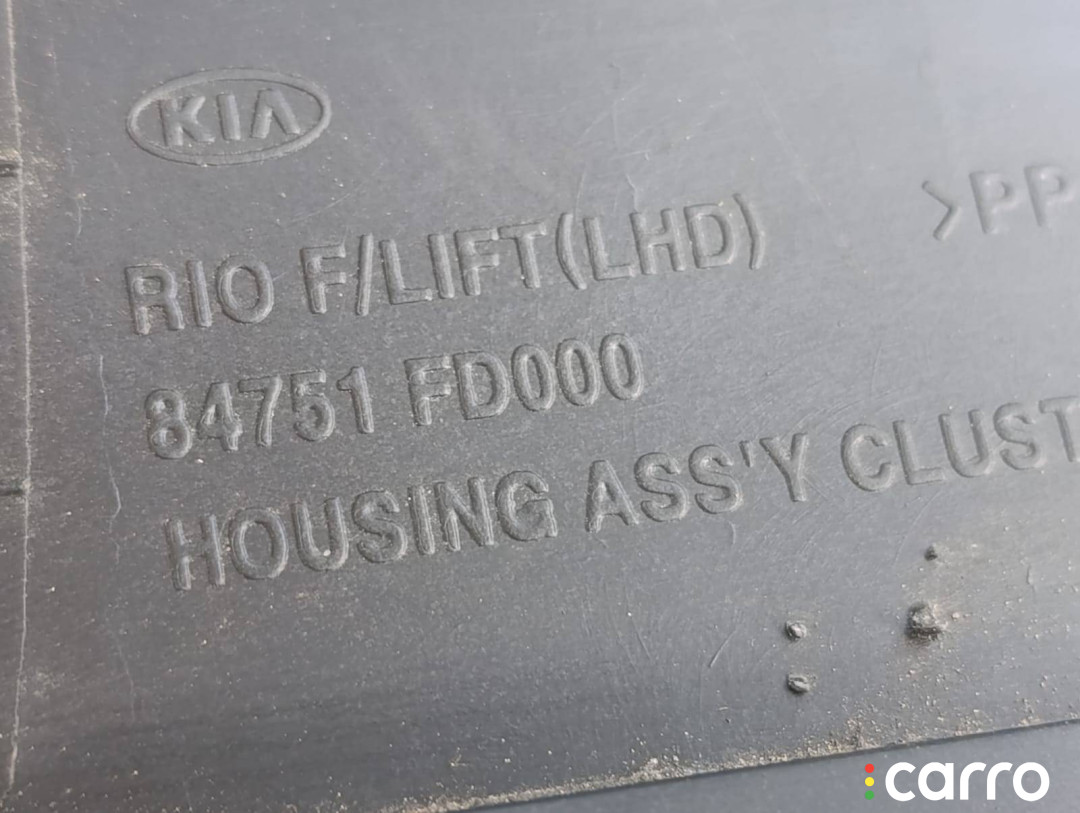 KIA
RIO F/LIFT(LHD)
>PP
84751 FD000
HOUSING ASS'Y CLUST
carro